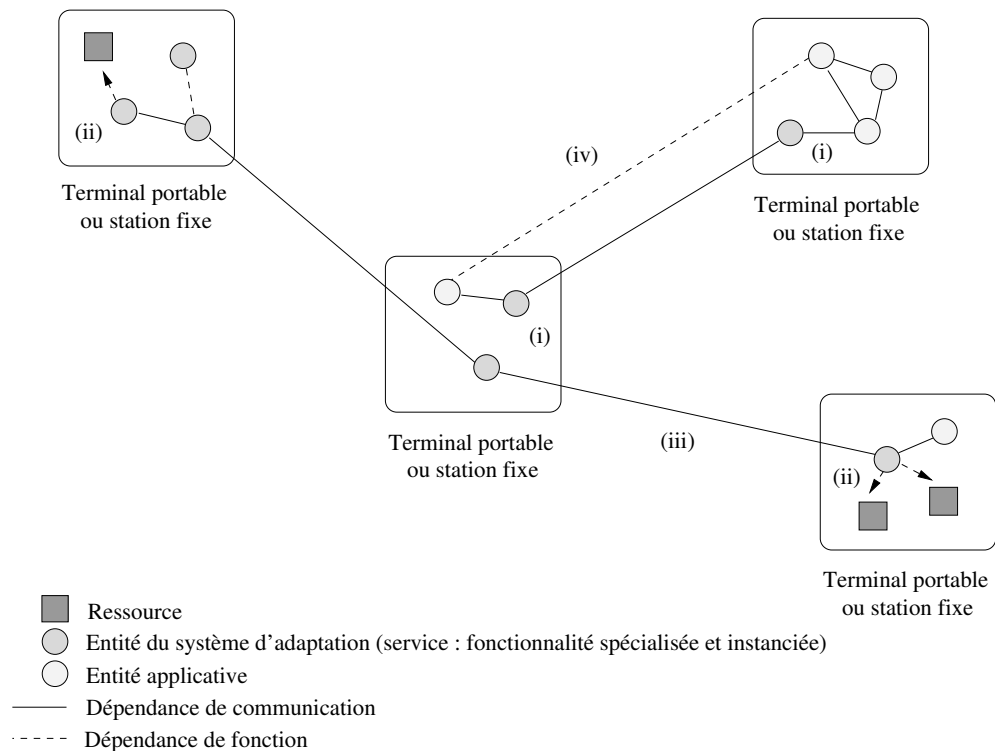 (ii)
Terminal portable
ou station fixe
(iv)
(i)
Terminal portable
ou station fixe
(i)
Terminal portable
ou station fixe
(iii)
(ii)
Terminal portable
ou station fixe
Ressource
Entité du système d'adaptation (service : fonctionnalité spécialisée et instanciée)
Entité applicative
Dépendance de communication
Dépendance de fonction